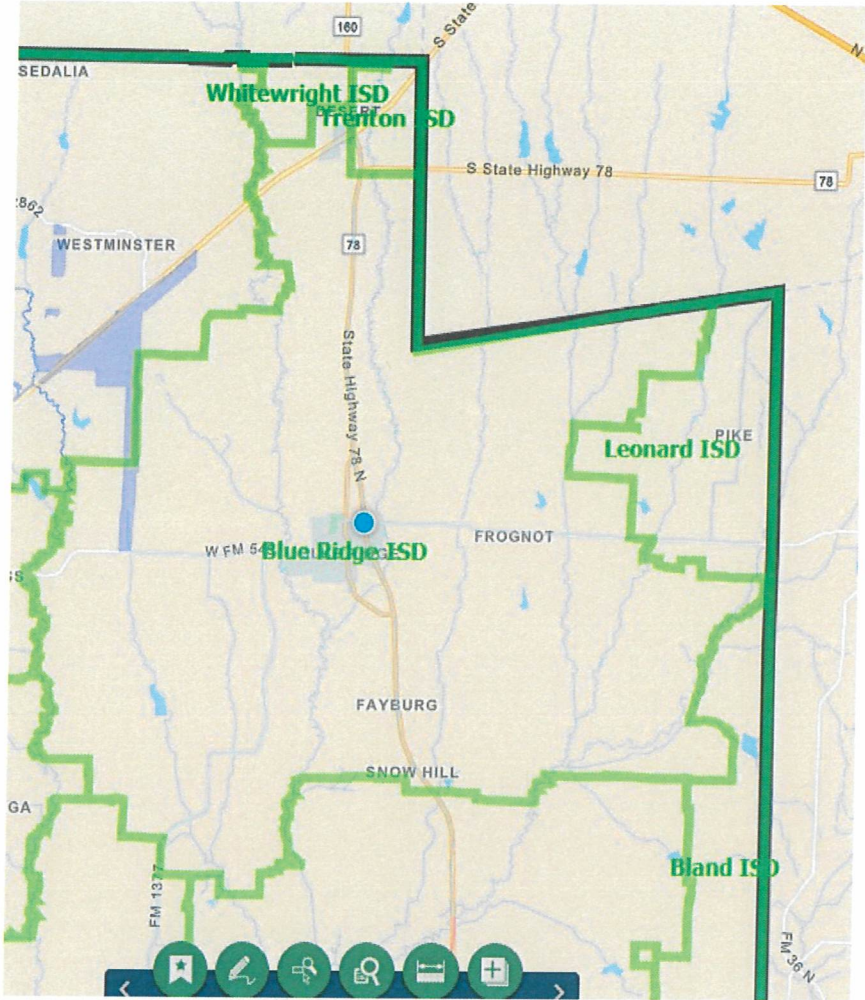 160
S State
N
SEDALIA
Whitewright ISD
DESERT
Trenton ISD
S State Highway 78
78
2862
WESTMINSTER
78
State Highway 78 N
PIKE
Leonard ISD
FROGNOT
W FM 54
Blue Ridge ISD
SS
FAYBURG
SNOW HILL
GA
Bland ISD
FM 1377
FM 36 N